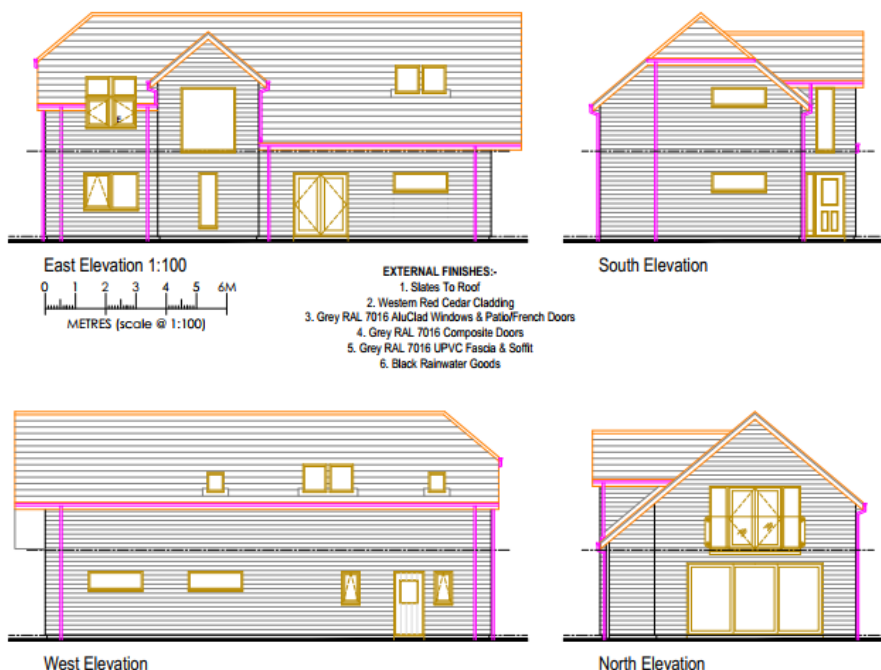 East Elevation 1:100
0 1 2 3 4 5 6M
METRES (scale @ 1:100)
EXTERNAL FINISHES:-
1. Slates To Roof
2. Western Red Cedar Cladding
3. Grey RAL 7016 AluClad Windows & Patio/French Doors
4. Grey RAL 7016 Composite Doors
5. Grey RAL 7016 UPVC Fascia & Soffit
6. Black Rainwater Goods
South Elevation
E
West Elevation
North Elevation